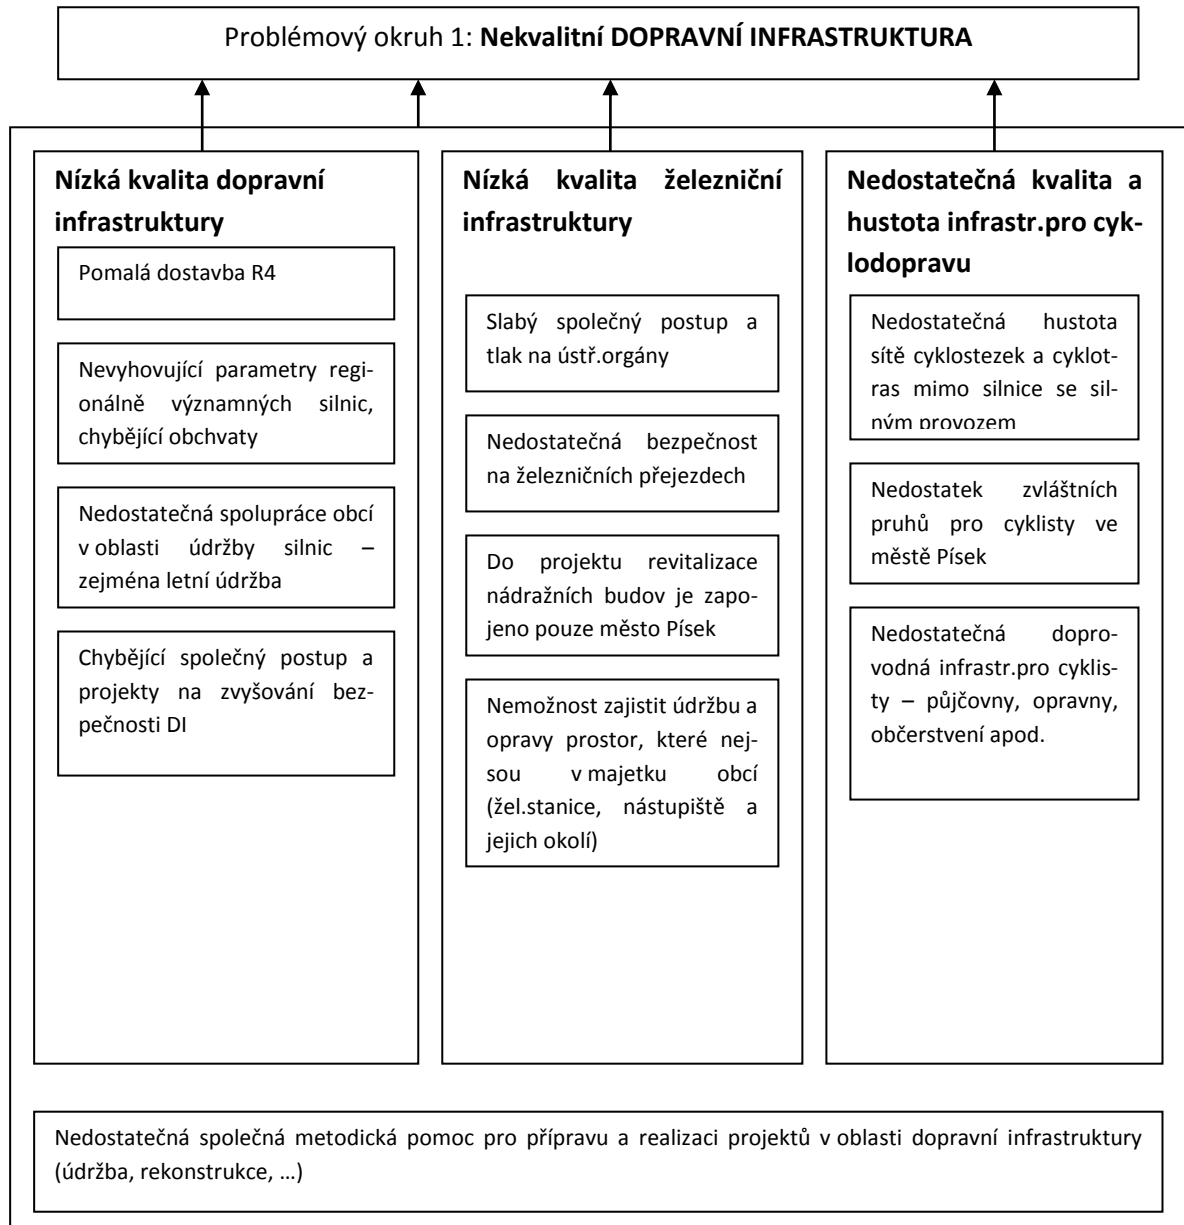 Problémový okruh 1: Nekvalitní DOPRAVNÍ INFRASTRUKTURA
Nízká kvalita dopravní
infrastruktury
Pomalá dostavba R4
Nevyhovující parametry regi-
onálně významných silnic,
chybějící obchvaty
Nedostatečná spolupráce obcí
v oblasti údržby silnic –
zejména letní údržba
Chybějící společný postup a
projekty na zvyšování bez-
pečnosti DI
Nízká kvalita železniční
infrastruktury
Slabý společný postup a
tlak na ústř.orgány
Nedostatečná bezpečnost
na železničních přejezdech
Do projektu revitalizace
nádražních budov je zapo-
jeno pouze město Písek
Nemožnost zajistit údržbu a
opravy prostor, které nej-
sou v majetku obcí
(žel.stanice, nástupiště a
jejich okolí)
Nedostatečná kvalita a
hustota infrastr.pro cyk-
lodopravu
Nedostatečná hustota
sítě cyklostezek a cyklot-
ras mimo silnice se sil-
ným provozem
Nedostatek zvláštních
pruhů pro cyklisty ve
městě Písek
Nedostatečná dopro-
vodná infrastr.pro cyklis-
ty – půjčovny, opravny,
občerstvení apod.
Nedostatečná společná metodická pomoc pro přípravu a realizaci projektů v oblasti dopravní infrastruktury
(údržba, rekonstrukce, …)